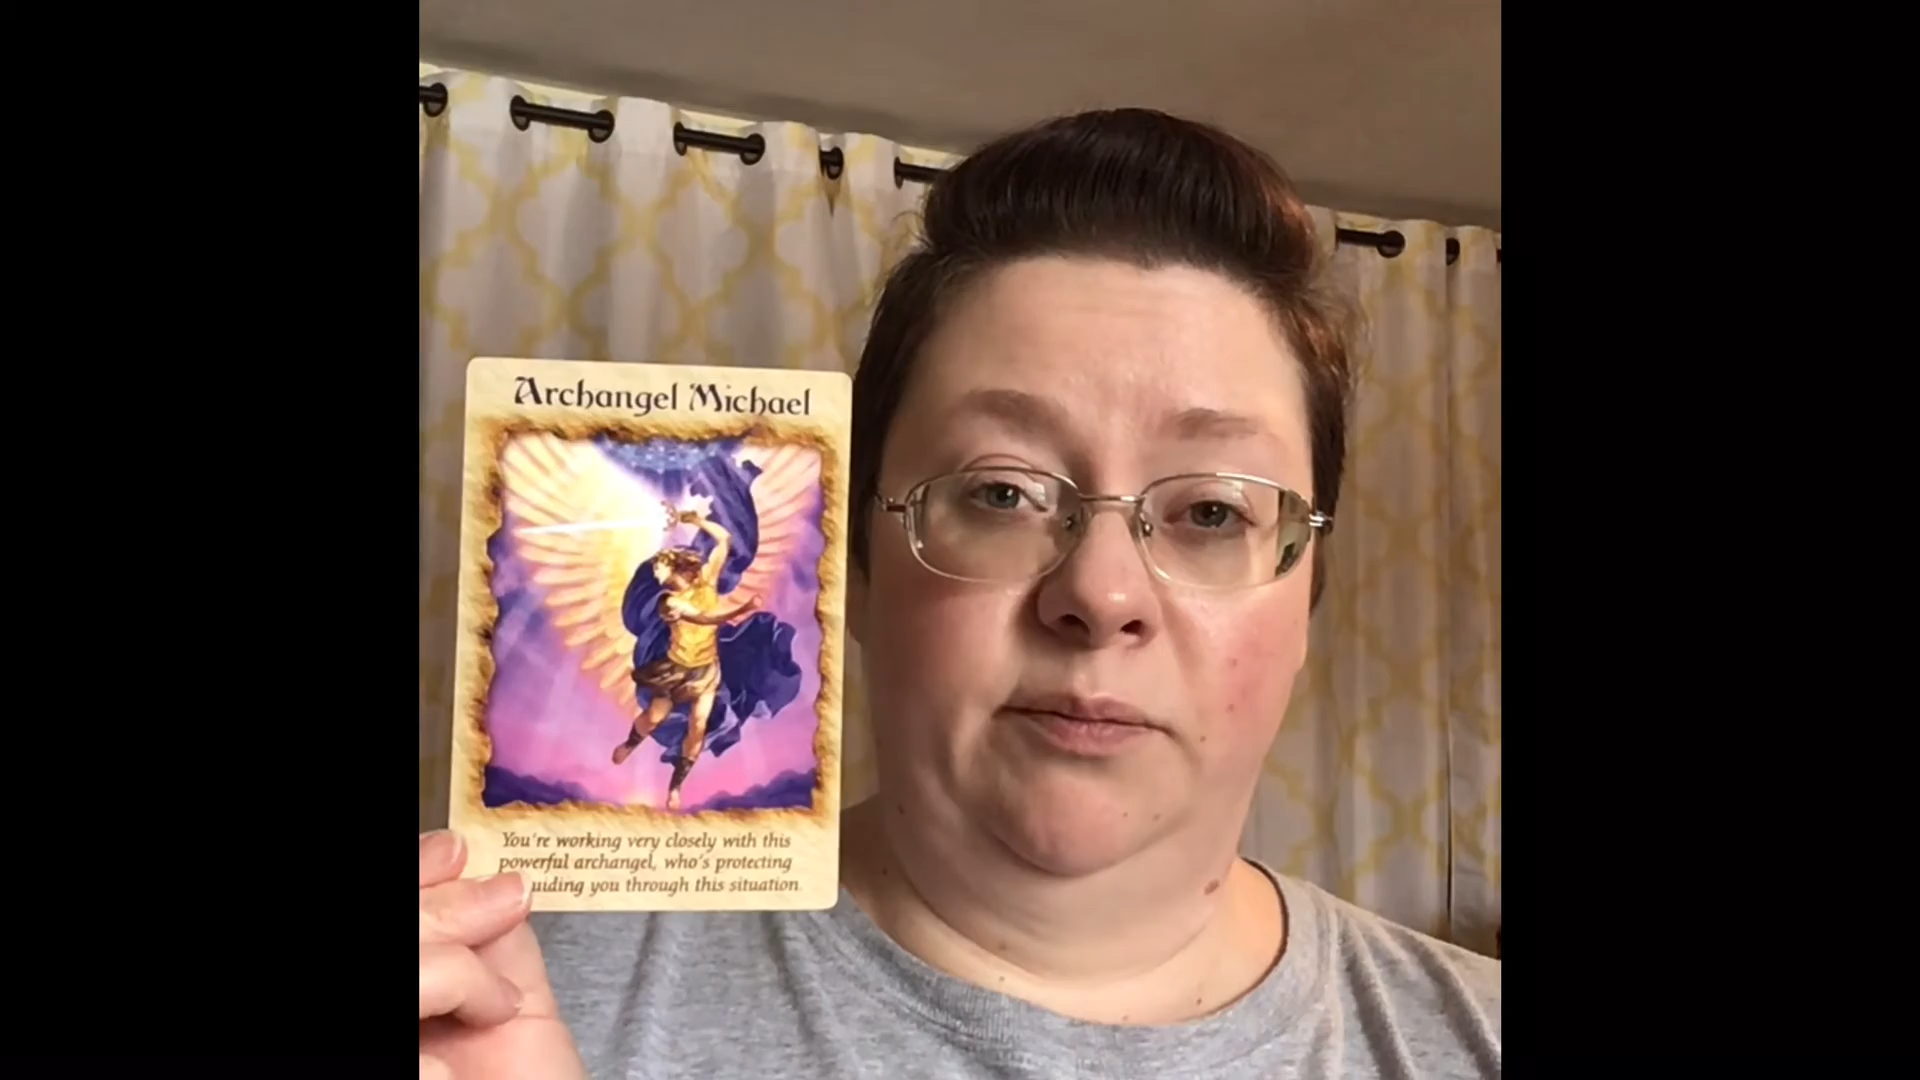 Archangel Michael
You're working very closely with this
powerful archangel, who's protecting
uiding you through this situation.